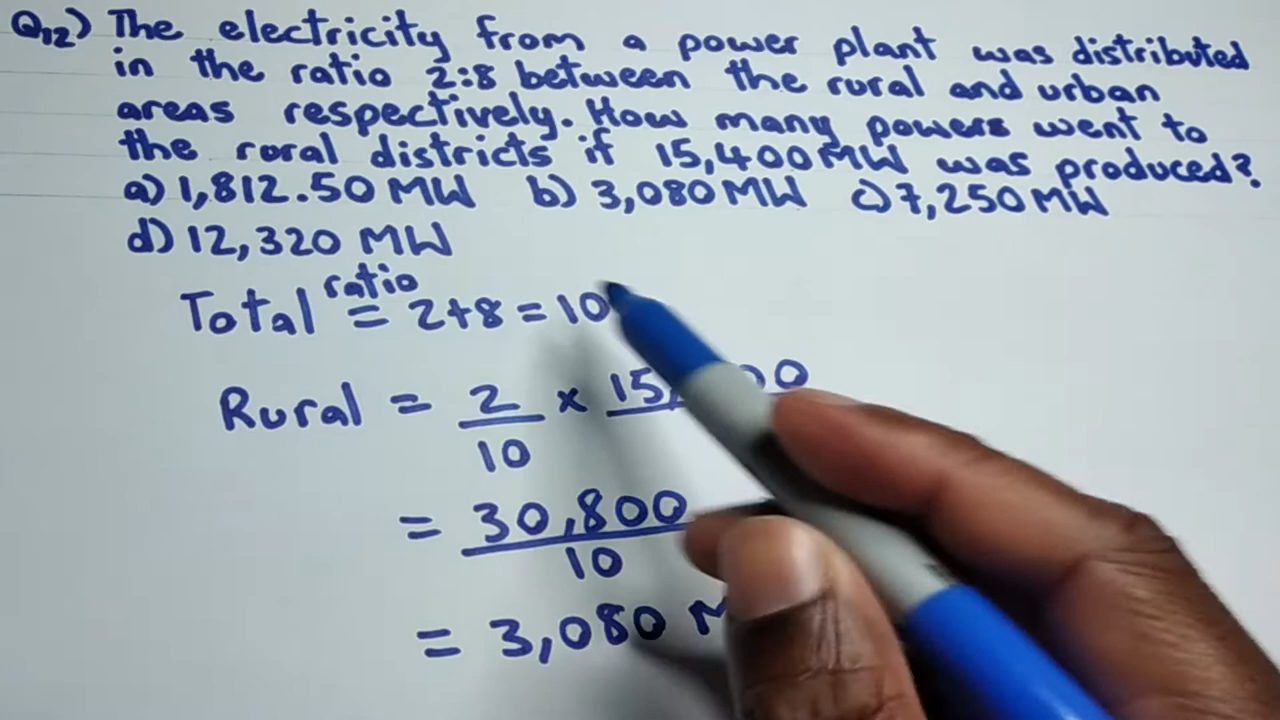 Q12) The electricity from a power plant was distributed
in the ratio 2:8 between the rural and urban
areas respectively. How many powers went to
the rural districts if 15,400 MW was produced?
a) 1,812.50 MW b) 3,080 MW c) 7,250 MW
d) 12,320 MW
Total ratio = 2+8 = 10
Rural = 2/10 ×
= 30,800/10
= 3,080